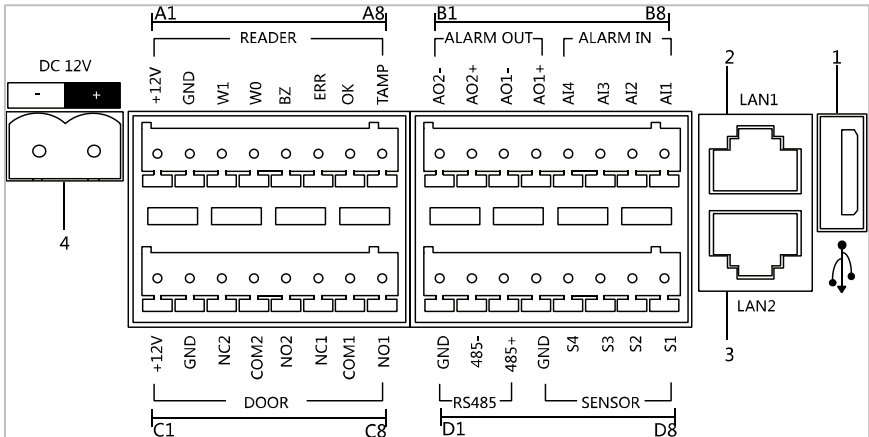 A1 A8 B1 B8
READER ALARM OUT ALARM IN
2 1
DC 12V
- +
+12V GND W1 W0 BZ ERR OK TAMP AO2- AO2+ AO1- AO1+ AI4 AI3 AI2 AI1
LAN1
4
LAN2
3
+12V GND NC2 COM2 NO2 NC1 COM1 NO1 GND 485- 485+ GND S4 S3 S2 S1
DOOR RS485 SENSOR
C1 C8 D1 D8